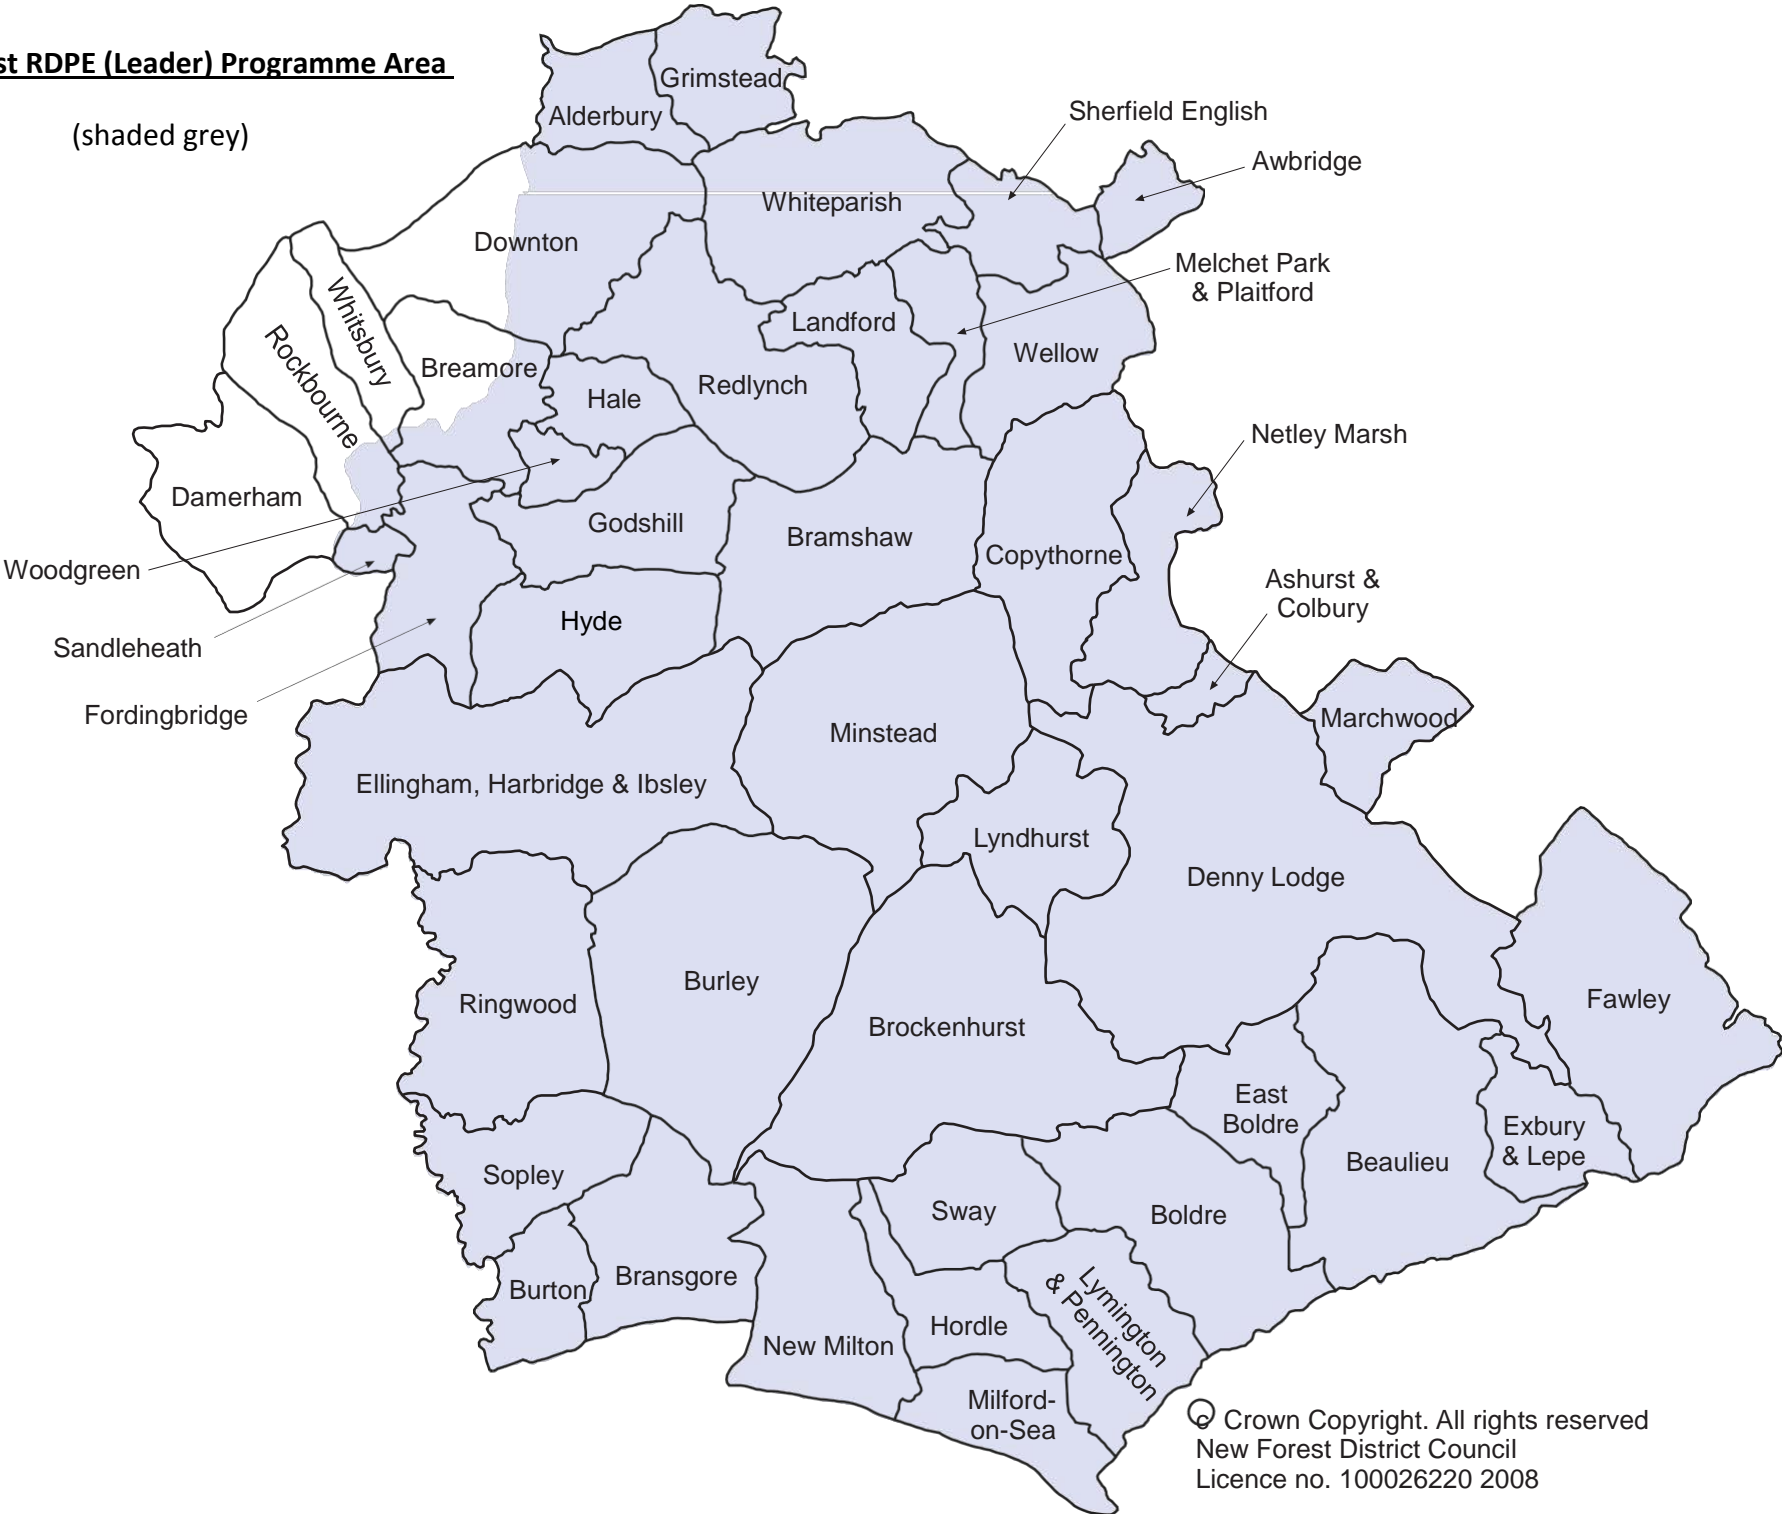 st RDPE (Leader) Programme Area
(shaded grey)
Grimstead
Alderbury
Sherfield English
Awbridge
Whiteparish
Downton
Melchet Park
& Plaitford
Whitsbury
Landford
Rockbourne
Wellow
Breamore
Redlynch
Hale
Netley Marsh
Damerham
Godshill
Bramshaw
Copythorne
Woodgreen
Ashurst &
Colbury
Hyde
Sandleheath
Fordingbridge
Marchwood
Minstead
Ellingham, Harbridge & Ibsley
Lyndhurst
Denny Lodge
Burley
Ringwood
Fawley
Brockenhurst
East
Boldre
Exbury
& Lepe
Beaulieu
Sopley
Sway
Boldre
Bransgore
Burton
Lymington
& Pennington
Hordle
New Milton
Milford-
on-Sea
c Crown Copyright. All rights reserved
New Forest District Council
Licence no. 100026220 2008